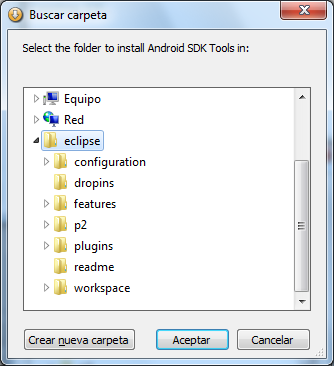 Buscar carpeta
Select the folder to install Android SDK Tools in:
Equipo
Red
eclipse
configuration
dropins
features
p2
plugins
readme
workspace
Crear nueva carpeta
Aceptar
Cancelar